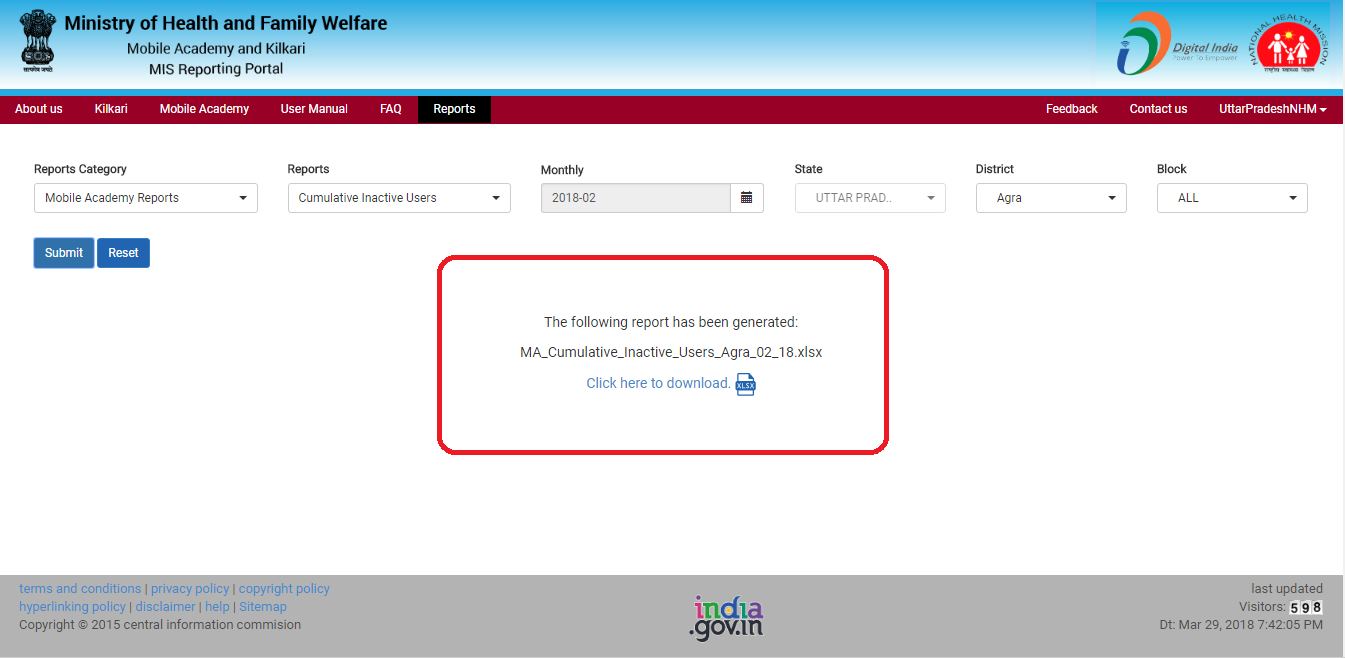 Ministry of Health and Family Welfare
Mobile Academy and Kilkari
MIS Reporting Portal
सत्यमेव जयते
Digital India
Power To Empower
NATIONAL HEALTH MISSION
राष्ट्रीय स्वास्थ्य मिशन
About us Kilkari Mobile Academy User Manual FAQ Reports Feedback Contact us UttarPradeshNHM
Reports Category Reports Monthly State District Block
Mobile Academy Reports Cumulative Inactive Users 2018-02 UTTAR PRAD.. Agra ALL
Submit Reset
The following report has been generated:
MA_Cumulative_Inactive_Users_Agra_02_18.xlsx
Click here to download. XLSX
terms and conditions | privacy policy | copyright policy
hyperlinking policy | disclaimer | help | Sitemap
Copyright © 2015 central information commision
india
.gov.in
last updated
Visitors: 598
Dt: Mar 29, 2018 7:42:05 PM